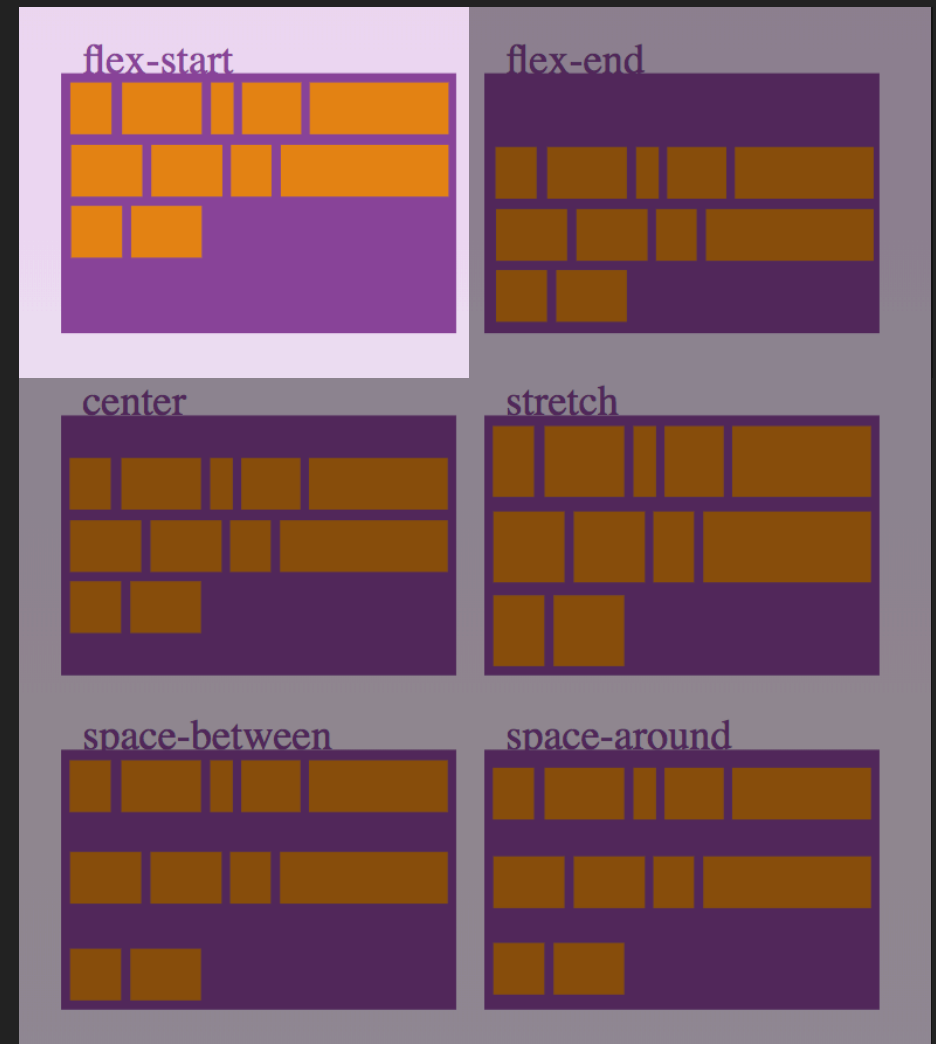 flex-start
flex-end
center
stretch
space-between
space-around